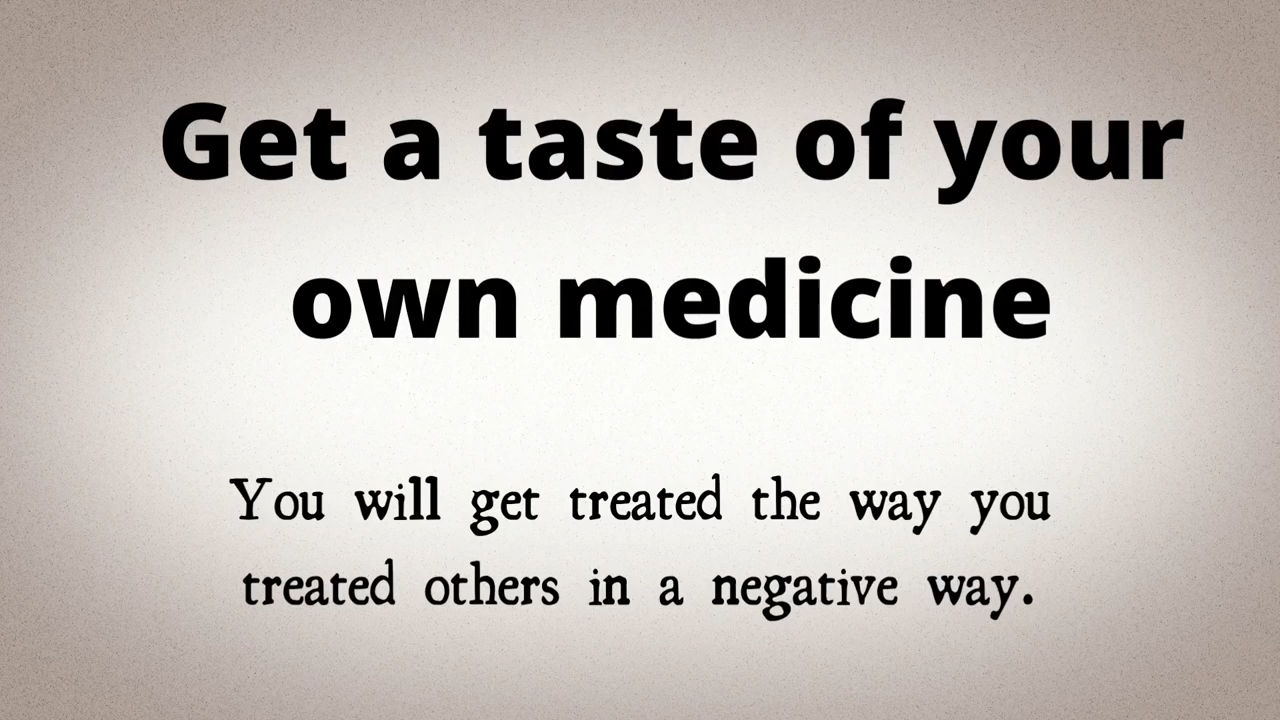 Get a taste of your
own medicine
You will get treated the way you
treated others in a negative way.